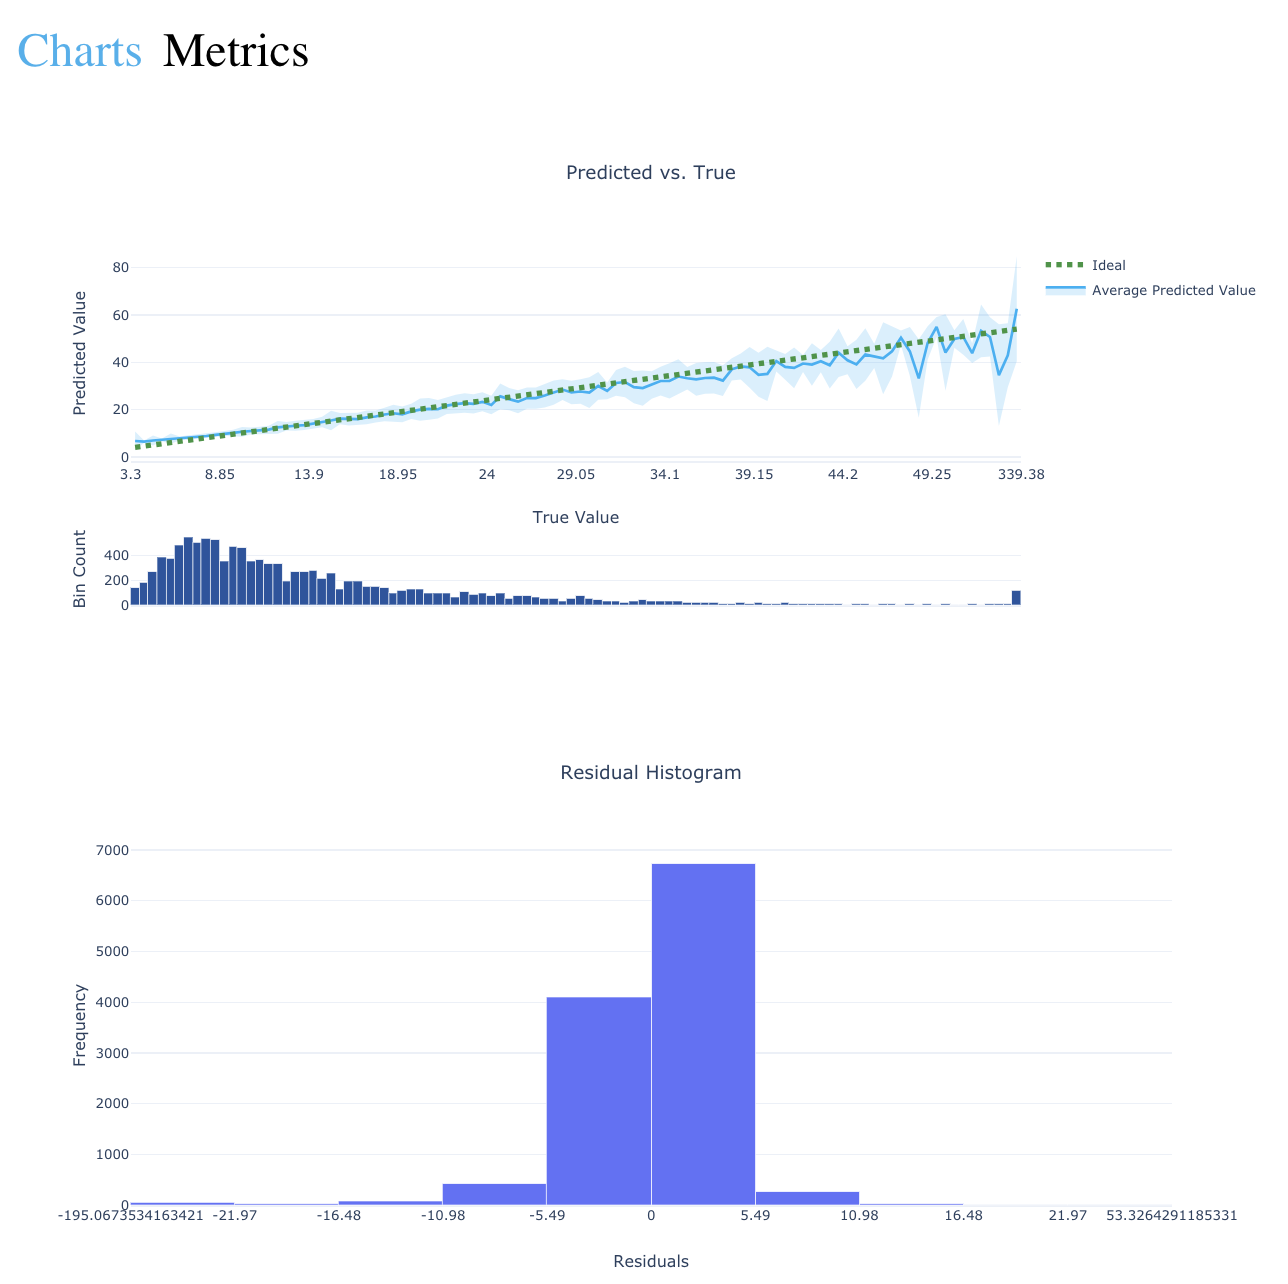 Charts Metrics
Predicted vs. True
80
60
40
20
0
Predicted Value
3.3 8.85 13.9 18.95 24 29.05 34.1 39.15 44.2 49.25 339.38
Ideal
Average Predicted Value
True Value
400
200
0
Bin Count
Residual Histogram
7000
6000
5000
4000
3000
2000
1000
0
Frequency
-195.0673534163421 -21.97 -16.48 -10.98 -5.49 0 5.49 10.98 16.48 21.97 53.3264291185331
Residuals